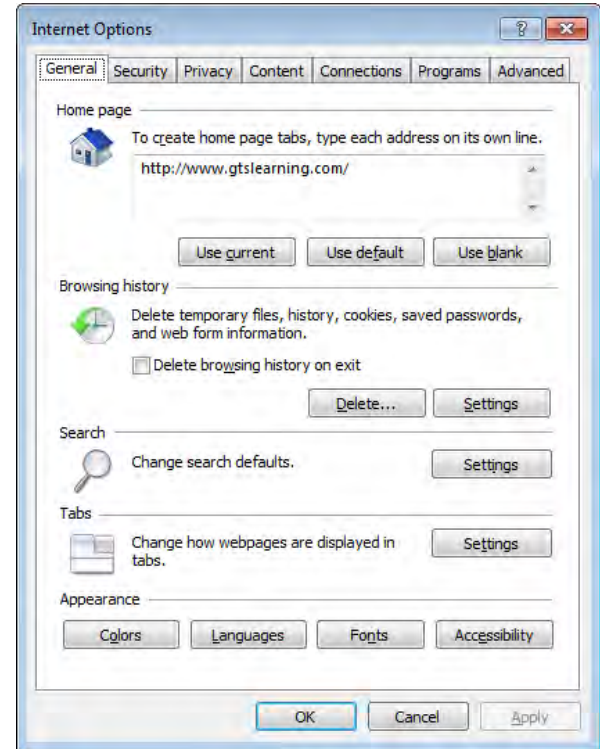 Internet Options
General Security Privacy Content Connections Programs Advanced
Home page
To create home page tabs, type each address on its own line.
http://www.gtslearning.com/
Use current Use default Use blank
Browsing history
Delete temporary files, history, cookies, saved passwords,
and web form information.
Delete browsing history on exit
Delete... Settings
Search
Change search defaults. Settings
Tabs
Change how webpages are displayed in Settings
tabs.
Appearance
Colors Languages Fonts Accessibility
OK Cancel Apply